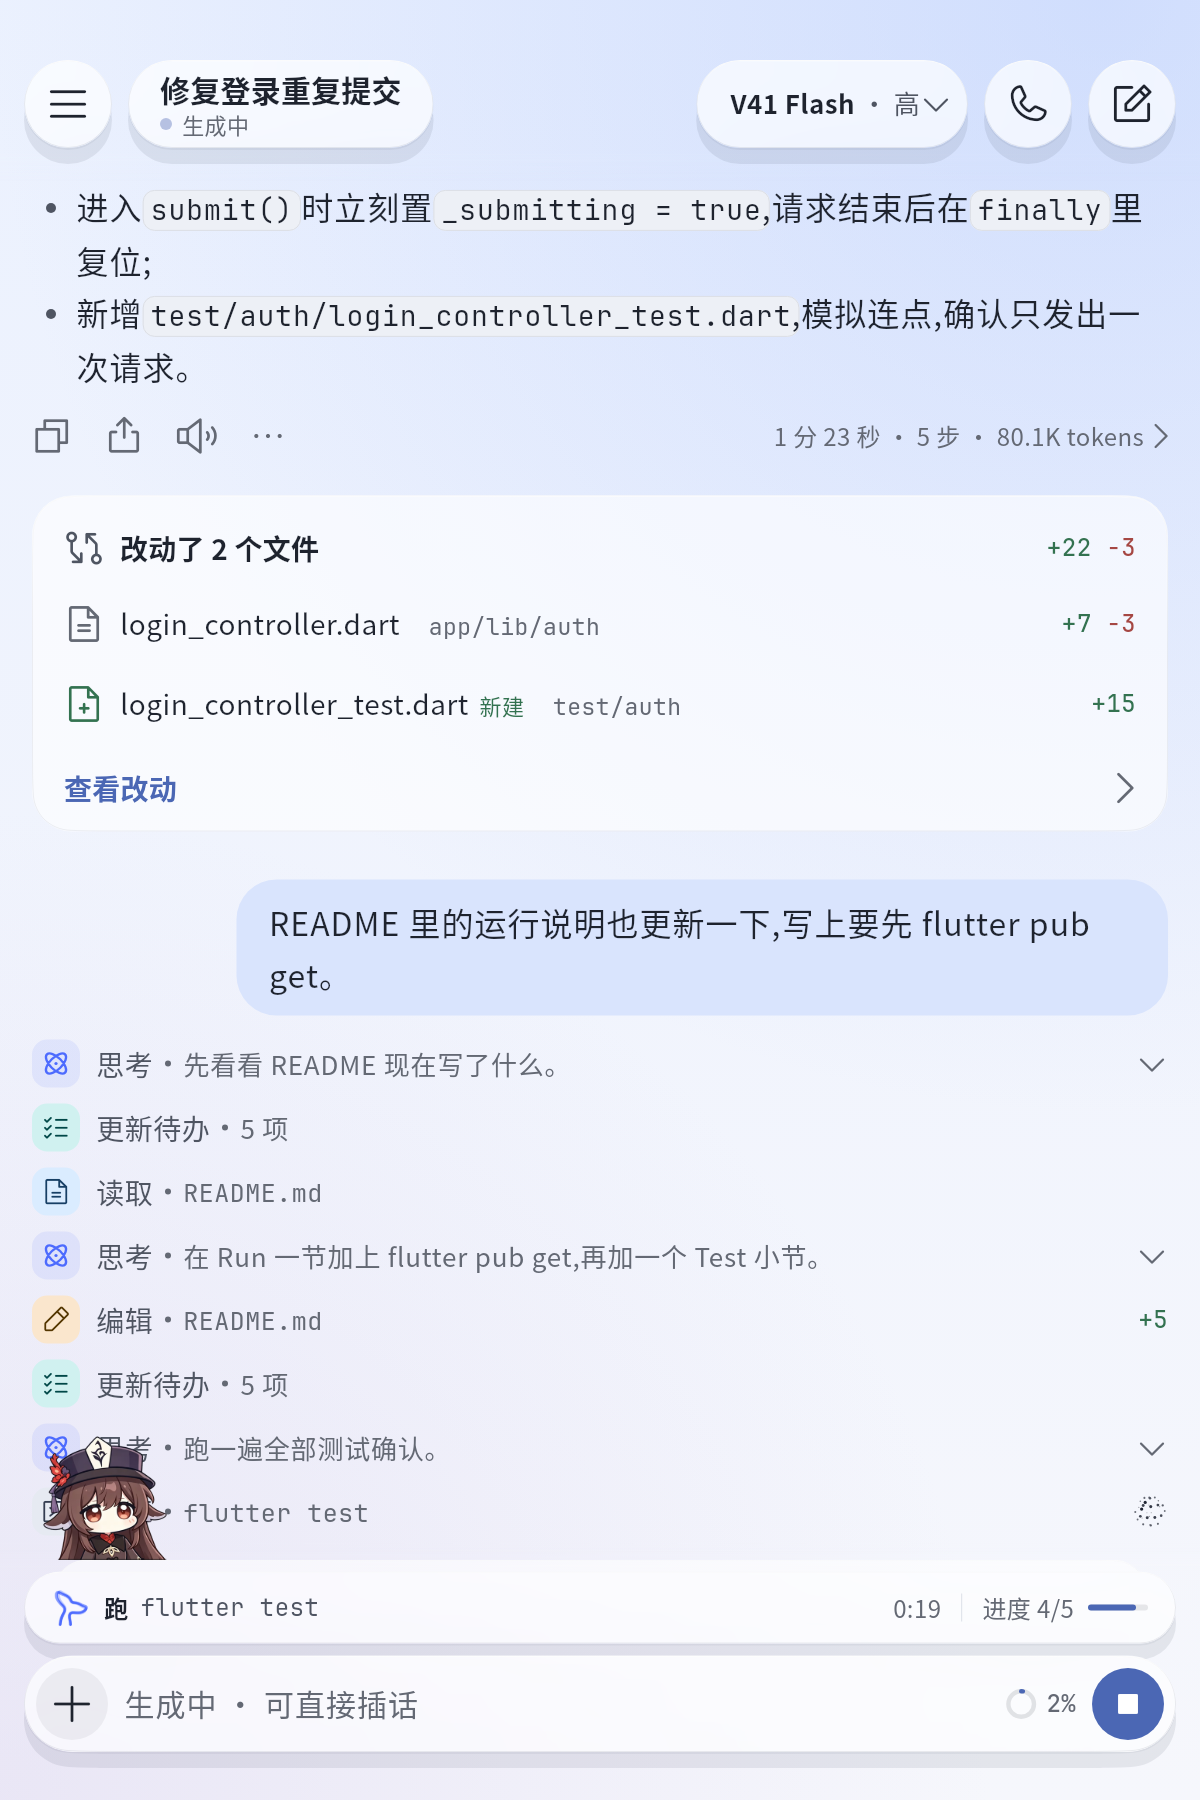 修复登录重复提交
生成中
V41 Flash · 高
进入 submit() 时立刻置 _submitting = true,请求结束后在 finally 里
复位;
新增 test/auth/login_controller_test.dart,模拟连点,确认只发出一
次请求。
1 分 23 秒 · 5 步 · 80.1K tokens
改动了 2 个文件 +22 -3
login_controller.dart app/lib/auth +7 -3
login_controller_test.dart 新建 test/auth +15
查看改动
README 里的运行说明也更新一下,写上要先 flutter pub
get。
思考 · 先看看 README 现在写了什么。
更新待办 · 5 项
读取 · README.md
思考 · 在 Run 一节加上 flutter pub get,再加一个 Test 小节。
编辑 · README.md +5
更新待办 · 5 项
思考 · 跑一遍全部测试确认。
· flutter test
跑 flutter test 0:19 进度 4/5
生成中 · 可直接插话 2%